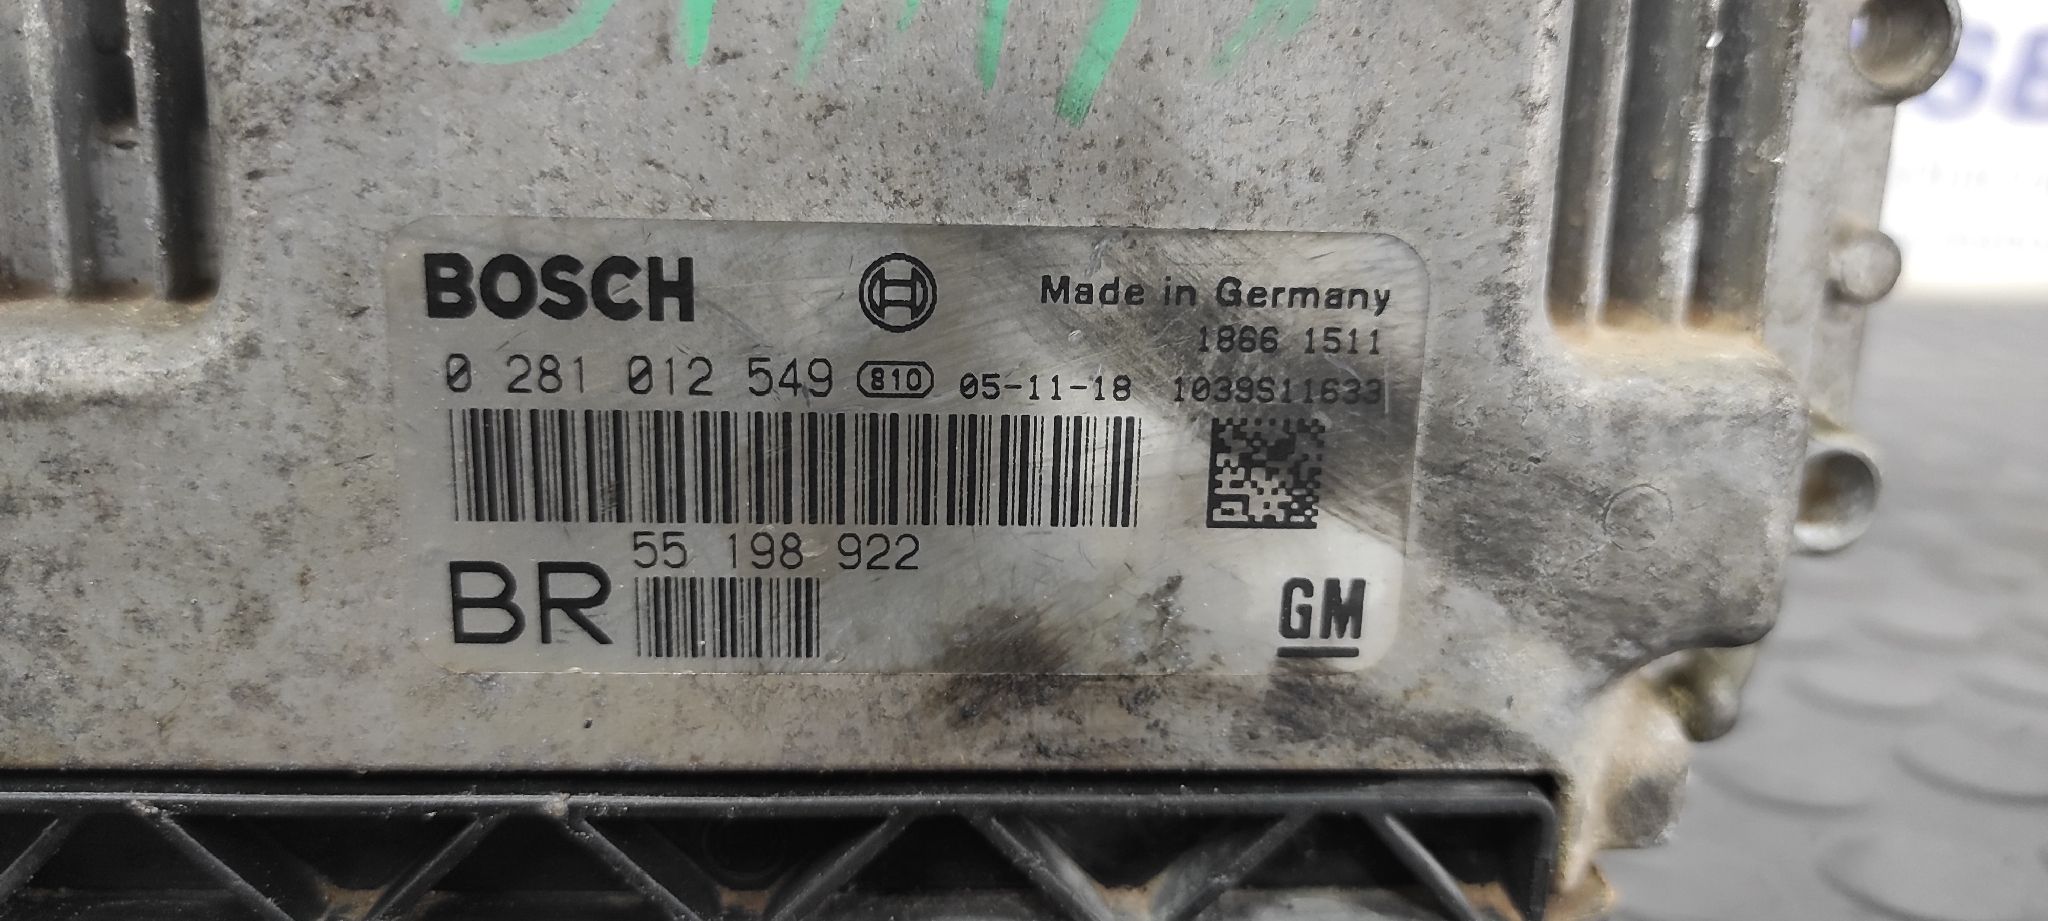 BOSCH
Made in Germany
1866 1511
0 281 012 549 810 05-11-18 1039S11633
55 198 922
BR
GM